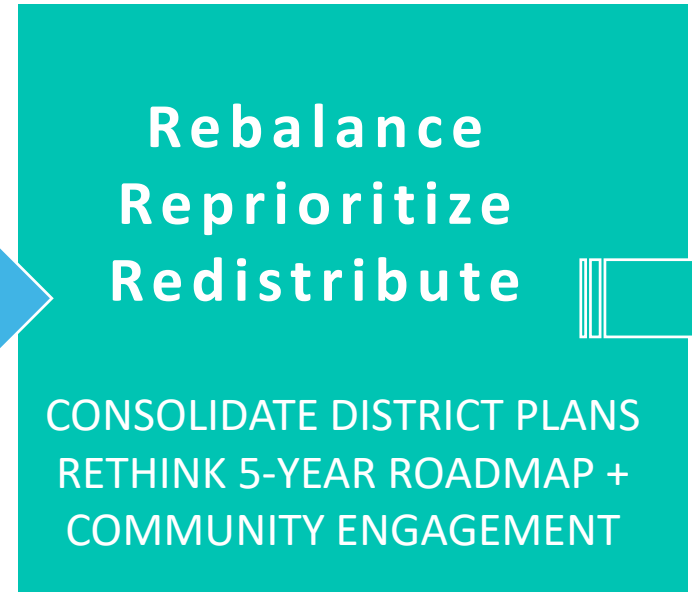 Rebalance
Reprioritize
Redistribute
CONSOLIDATE DISTRICT PLANS
RETHINK 5-YEAR ROADMAP +
COMMUNITY ENGAGEMENT